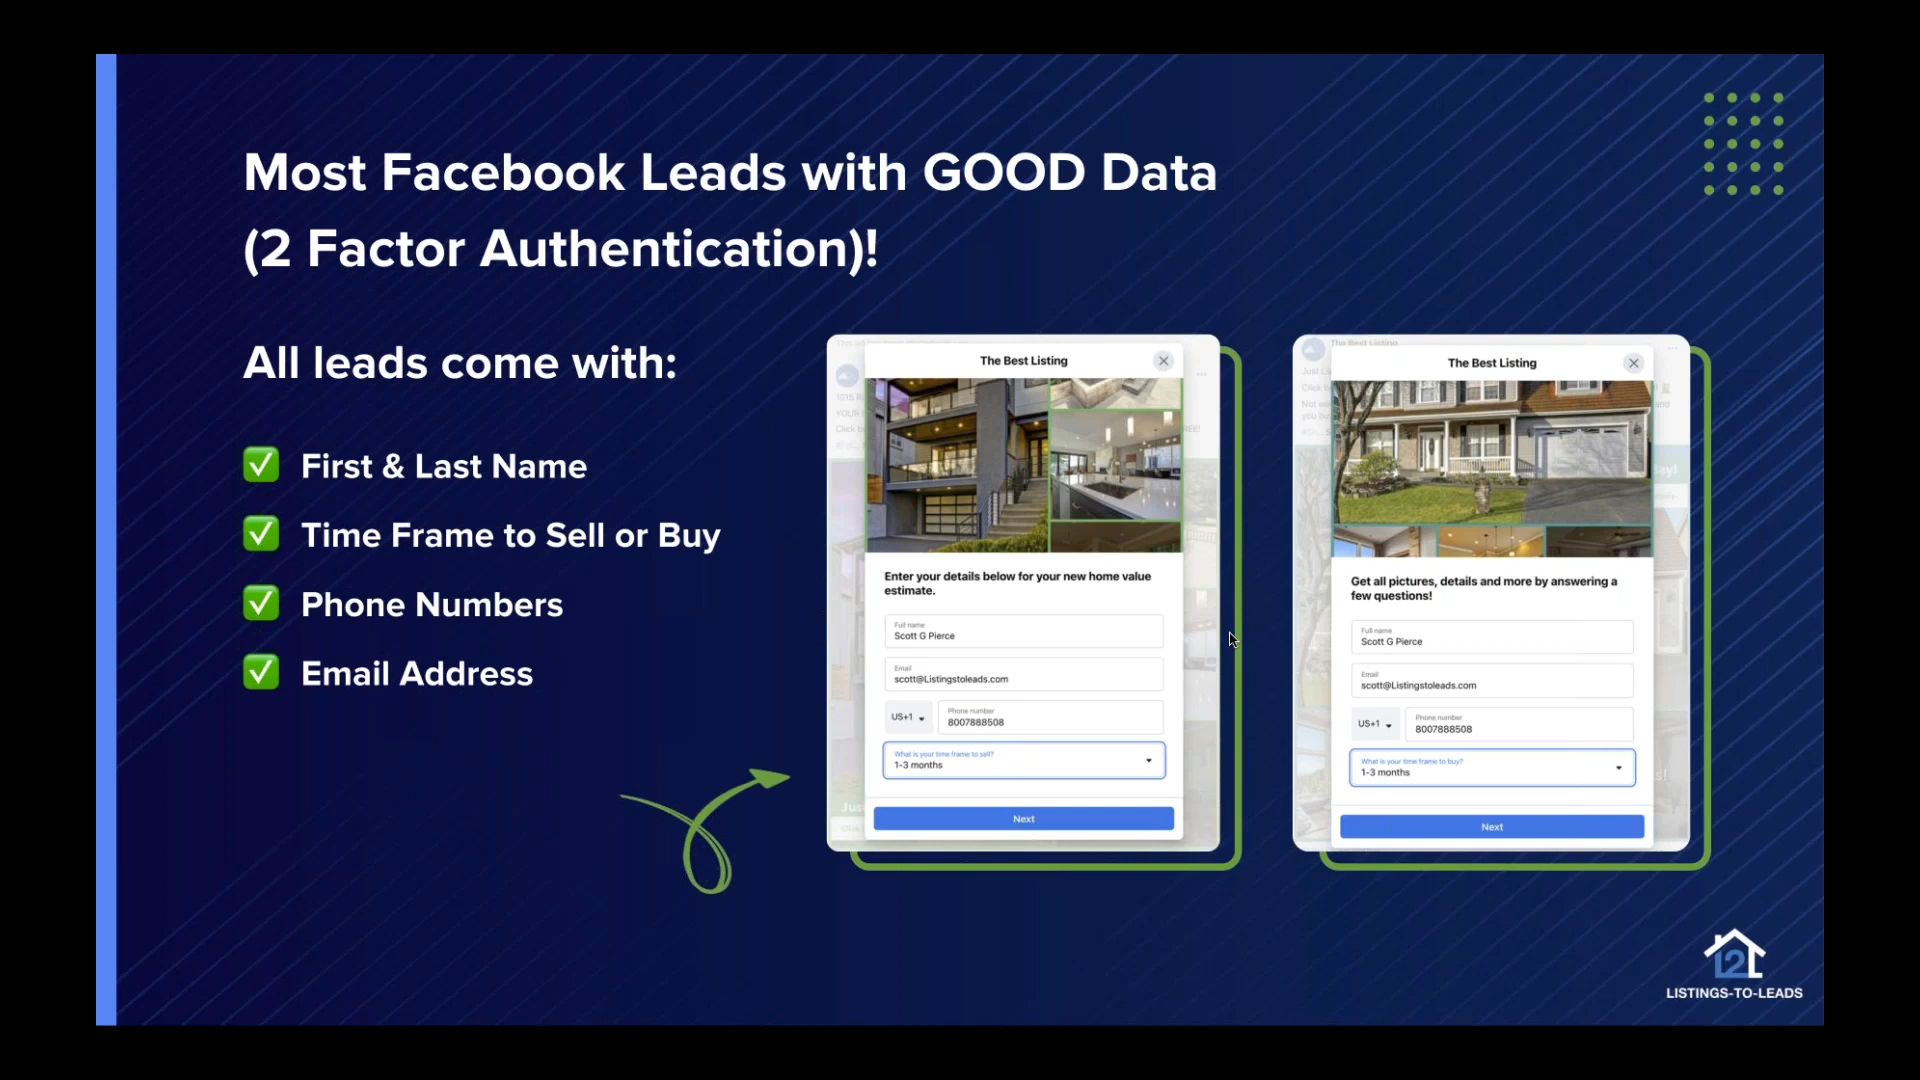 Most Facebook Leads with GOOD Data
(2 Factor Authentication)!
All leads come with:
First & Last Name
Time Frame to Sell or Buy
Phone Numbers
Email Address
The Best Listing
Enter your details below for your new home value
estimate.
Full name
Scott G Pierce
Email
scott@Listingstoleads.com
US+1
Phone number
8007888508
What is your time frame to sell?
1-3 months
Next
The Best Listing
The Best Listing
Get all pictures, details and more by answering a
few questions!
Full name
Scott G Pierce
Email
scott@Listingstoleads.com
US+1
Phone number
8007888508
What is your time frame to buy?
1-3 months
Next
L2L
LISTINGS-TO-LEADS